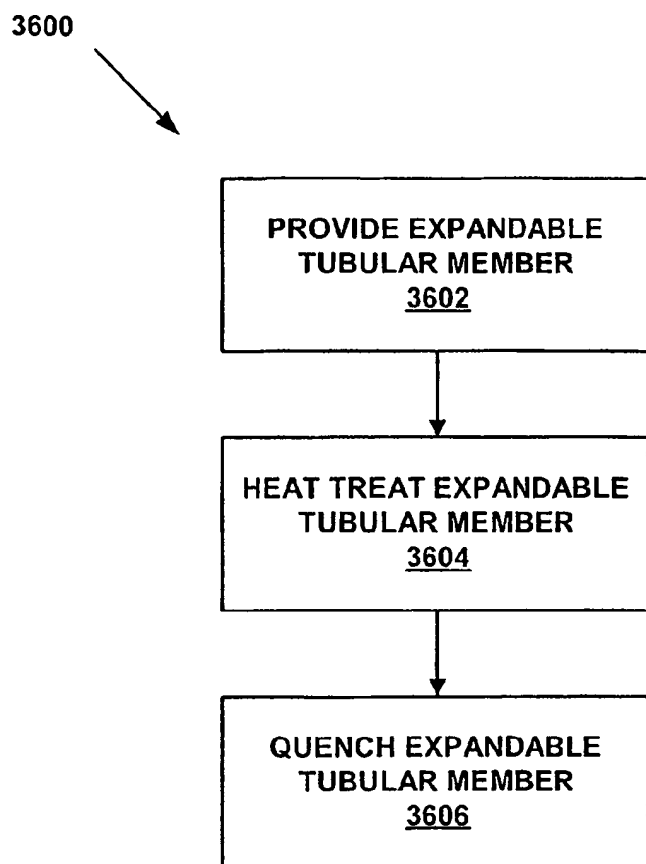 3600
PROVIDE EXPANDABLE
TUBULAR MEMBER
3602
HEAT TREAT EXPANDABLE
TUBULAR MEMBER
3604
QUENCH EXPANDABLE
TUBULAR MEMBER
3606